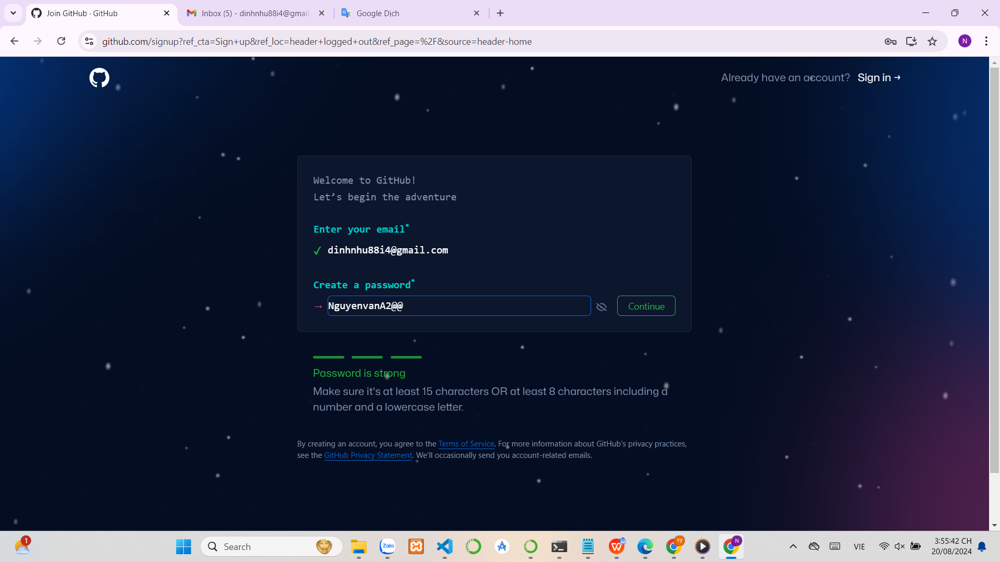 Join GitHub · GitHub
Inbox (5) - dinhnhu88i4@gmail.
Google Dịch
github.com/signup?ref_cta=Sign+up&ref_loc=header+logged+out&ref_page=%2F&source=header-home
N
Already have an account? Sign in →
Welcome to GitHub!
Let’s begin the adventure
Enter your email*
✓ dinhnhu88i4@gmail.com
Create a password*
→ NguyenvanA2@@
Continue
Password is strong
Make sure it's at least 15 characters OR at least 8 characters including a
number and a lowercase letter.
By creating an account, you agree to the Terms of Service. For more information about GitHub's privacy practices,
see the GitHub Privacy Statement. We'll occasionally send you account-related emails.
1
Search
Zalo
W
vy
N
VIE
3:55:42 CH
20/08/2024